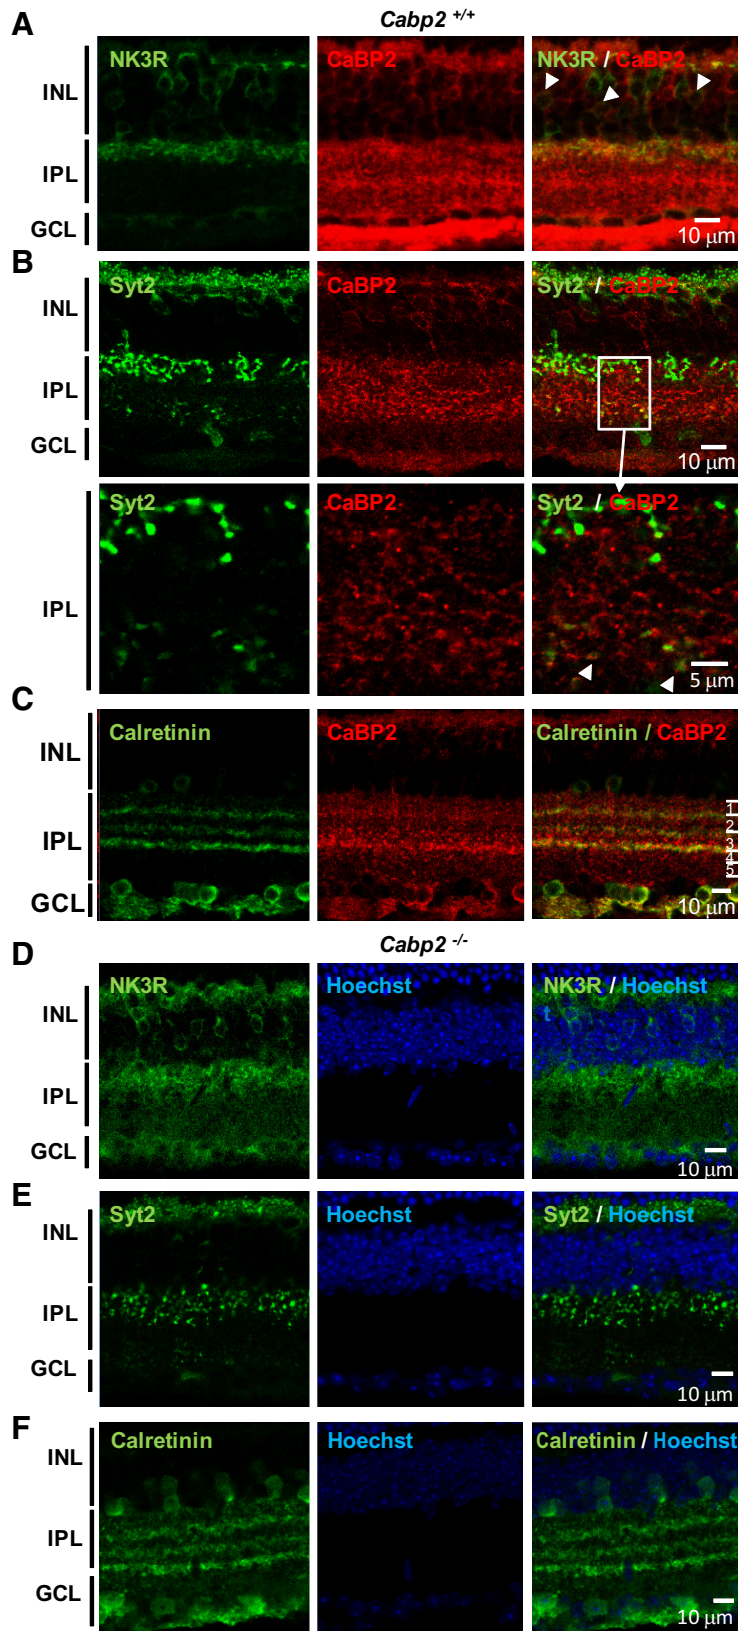 A
Cabp2 +/+
NK3R
CaBP2
NK3R / CaBP2
INL
IPL
GCL
10 µm
B
Syt2
CaBP2
Syt2 / CaBP2
INL
IPL
GCL
10 µm
Syt2
CaBP2
Syt2 / CaBP2
IPL
5 µm
C
Calretinin
CaBP2
Calretinin / CaBP2
INL
IPL
1
2
3
4
5
GCL
10 µm
Cabp2 -/-
D
NK3R
Hoechst
NK3R / Hoechst
t
INL
IPL
GCL
10 µm
E
Syt2
Hoechst
Syt2 / Hoechst
INL
IPL
GCL
10 µm
F
Calretinin
Hoechst
Calretinin / Hoechst
INL
IPL
GCL
10 µm